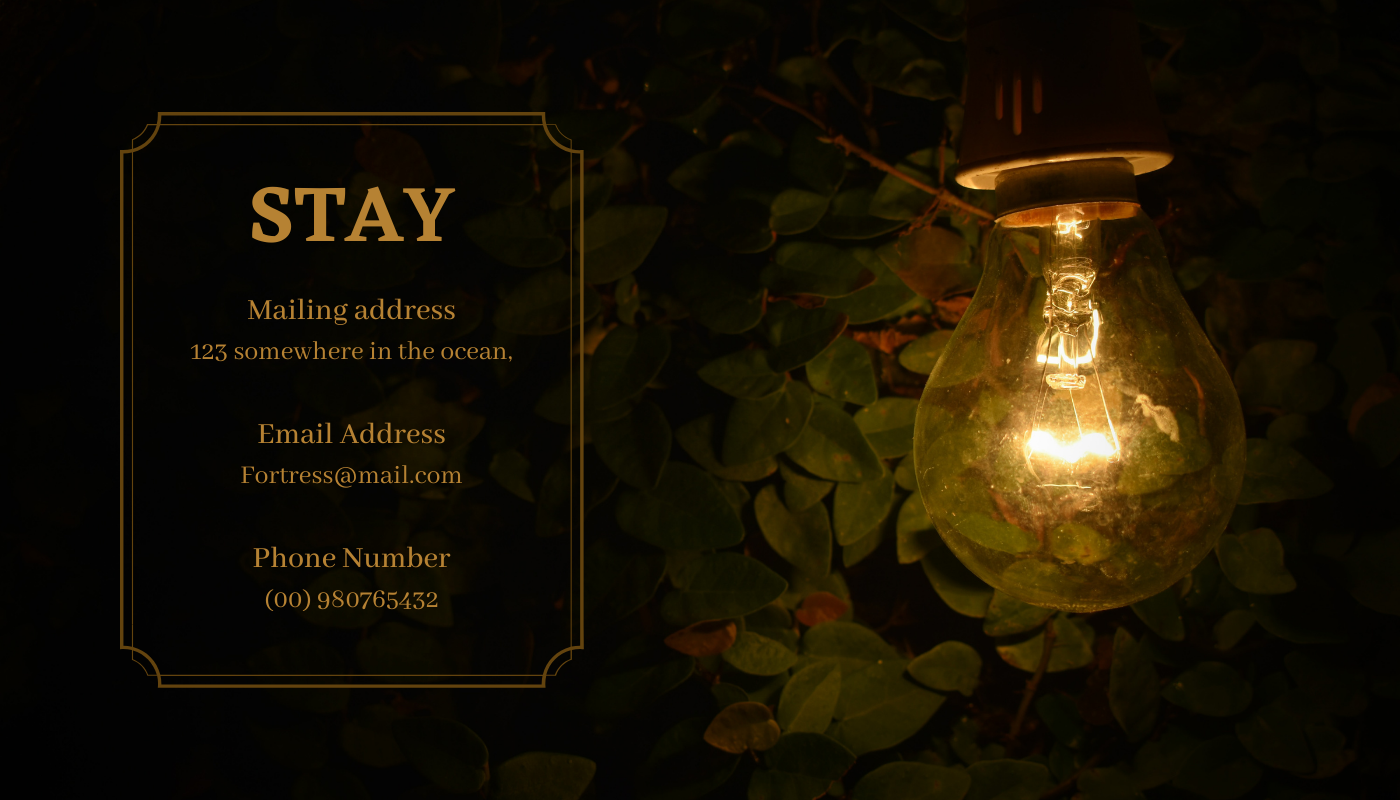 STAY
Mailing address
123 somewhere in the ocean,
Email Address
Fortress@mail.com
Phone Number
(00) 980765432